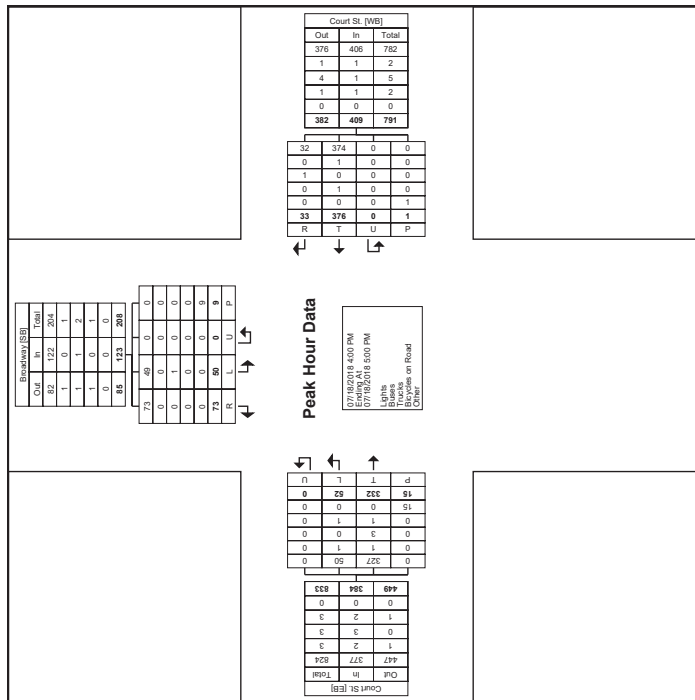 Court St. [WB]
Out In Total
376 406 782
1 1 2
4 1 5
1 1 2
0 0 0
382 409 791
32 374 0 0
0 1 0 0
1 0 0 0
0 1 0 0
0 0 0 1
33 376 0 1
R T U P
Broadway [SB]
Out In Total
82 122 204
1 0 1
1 1 2
1 0 1
0 0 0
85 123 208
73 49 0 0
0 0 0 0
0 1 0 0
0 0 0 0
0 0 0 9
73 50 0 9
R L U P
Peak Hour Data
07/18/2018 4:00 PM
Ending At
07/18/2018 5:00 PM
Lights
Buses
Trucks
Bicycles on Road
Other
Court St. [EB]
Out In Total
447 377 824
1 2 3
0 3 3
1 2 3
0 0 0
449 384 833
0 327 50 0
0 1 1 0
0 3 0 0
0 1 1 0
15 0 0 0
15 332 52 0
P T L U